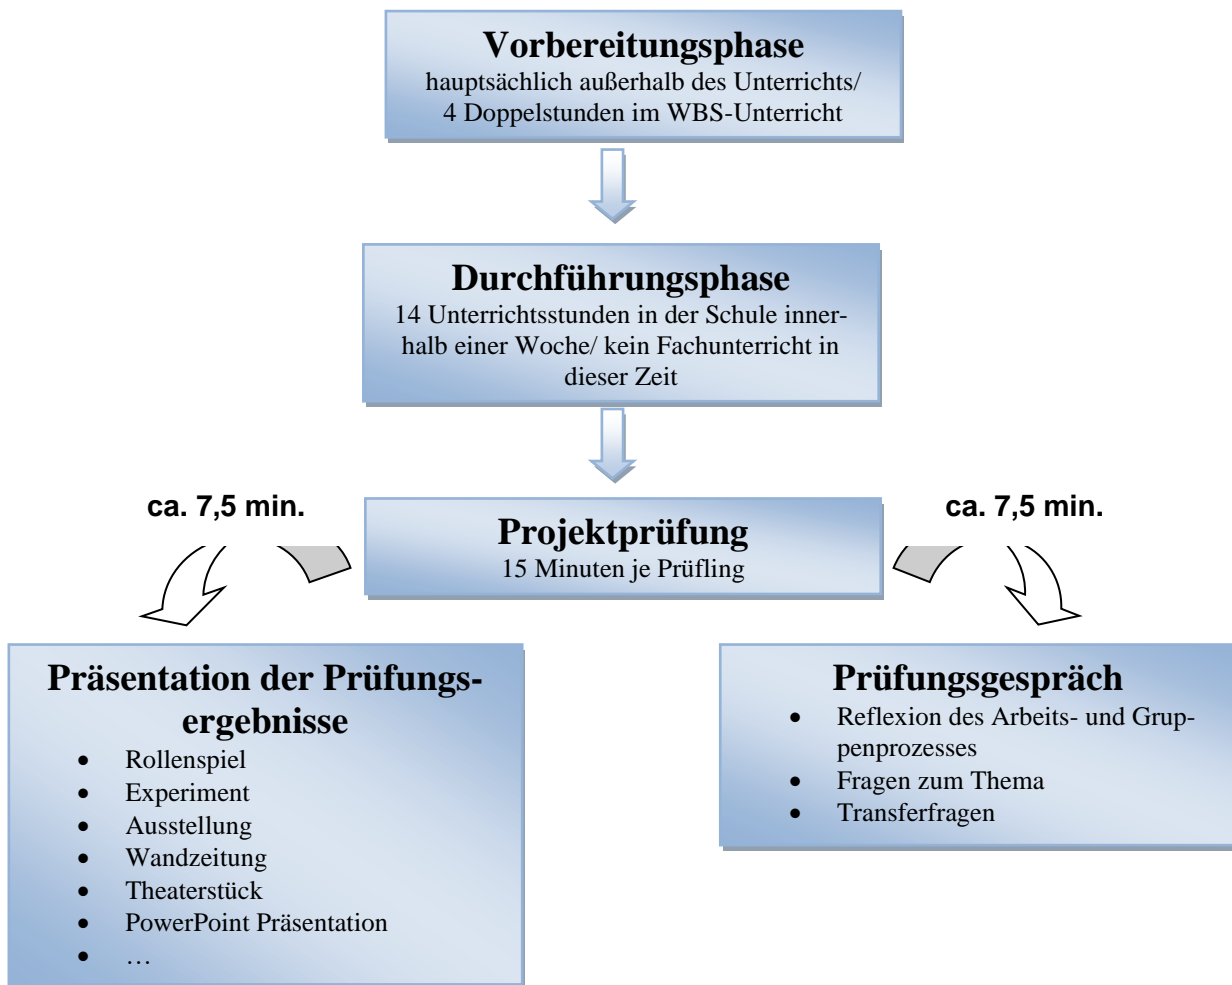 Vorbereitungsphase
hauptsächlich außerhalb des Unterrichts/
4 Doppelstunden im WBS-Unterricht
Durchführungsphase
14 Unterrichtsstunden in der Schule inner-
halb einer Woche/ kein Fachunterricht in
dieser Zeit
ca. 7,5 min.
Projektprüfung
15 Minuten je Prüfling
ca. 7,5 min.
Präsentation der Prüfungs-
ergebnisse
• Rollenspiel
• Experiment
• Ausstellung
• Wandzeitung
• Theaterstück
• PowerPoint Präsentation
• …
Prüfungsgespräch
• Reflexion des Arbeits- und Grup-
penprozesses
• Fragen zum Thema
• Transferfragen